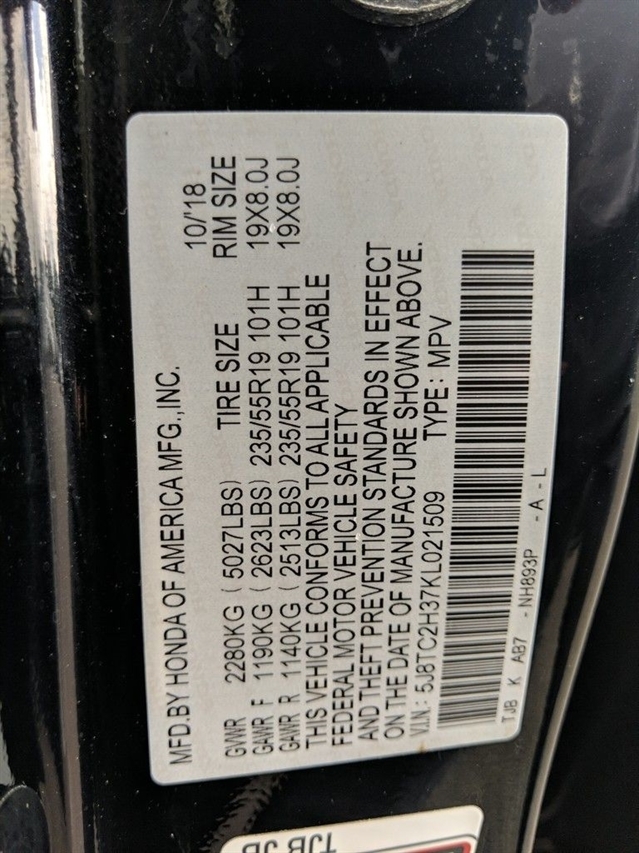 MFD.BY HONDA OF AMERICA MFG.,INC. 10/'18
GVWR 2280KG ( 5027LBS) TIRE SIZE RIM SIZE
GAWR F 1190KG ( 2623LBS) 235/55R19 101H 19X8.0J
GAWR R 1140KG ( 2513LBS) 235/55R19 101H 19X8.0J
THIS VEHICLE CONFORMS TO ALL APPLICABLE
FEDERAL MOTOR VEHICLE SAFETY
AND THEFT PREVENTION STANDARDS IN EFFECT
ON THE DATE OF MANUFACTURE SHOWN ABOVE.
V.I.N.: 5J8TC2H37KL021509 TYPE: MPV
TJB K AB7 - NH893P - A - L